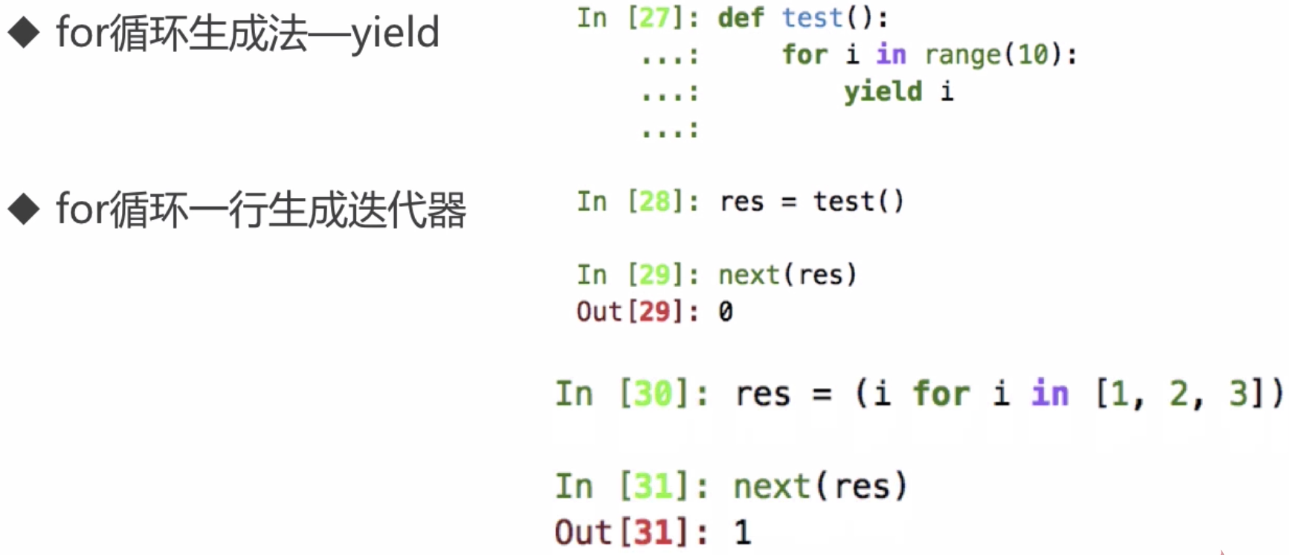 ◆ for循环生成法—yield
In [27]: def test():
    ...:     for i in range(10):
    ...:         yield i
    ...:
◆ for循环一行生成迭代器
In [28]: res = test()
In [29]: next(res)
Out[29]: 0
In [30]: res = (i for i in [1, 2, 3])
In [31]: next(res)
Out[31]: 1